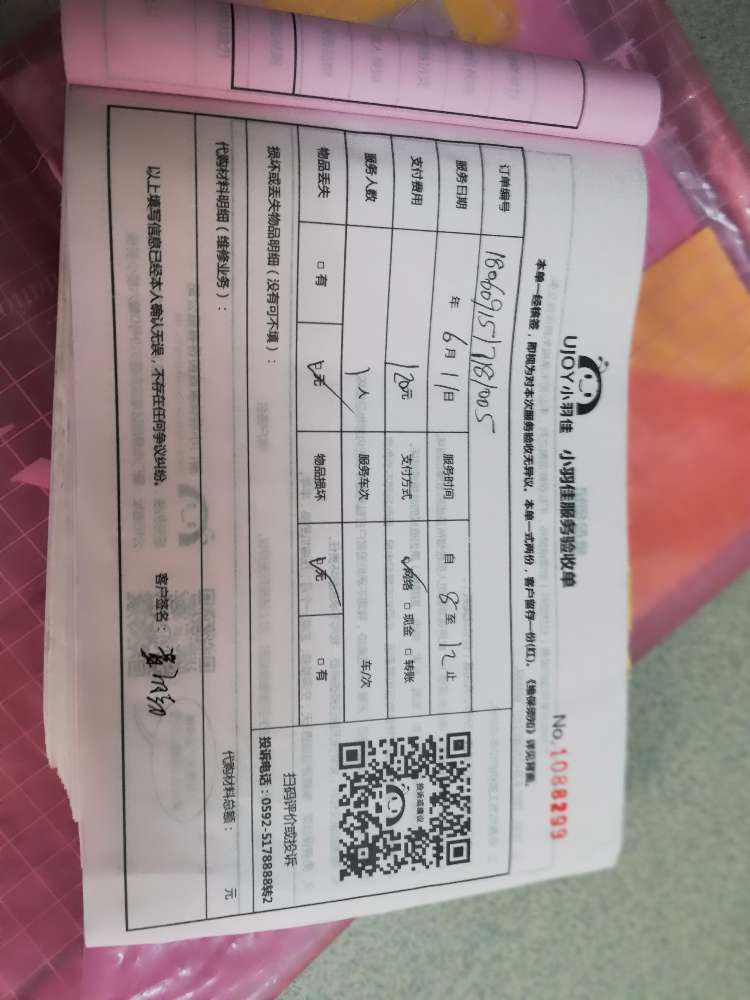 UJOY小羽佳 小羽佳服务验收单 No.1088299
本单一经核签，即视为对本次服务验收无异议。本单一式两份，客户留存一份(红)。《维保须知》详见背面。
订单编号 1806091517181005
服务日期 年 6月11日 服务时间 自 8 至 12 止
支付费用 120元 支付方式 网络 □现金 □转账
服务人数 1人 服务车次 车/次
物品丢失 □有 □无 物品损坏 □无 □有
投诉或建议
扫码评价或投诉
投诉电话：0592-5178888转2
损坏或丢失物品明细（没有可不填）：
代购材料明细（维修业务）：
代购材料总额： 元
以上填写信息已经本人确认无误，不存在任何争议纠纷。 客户签名：